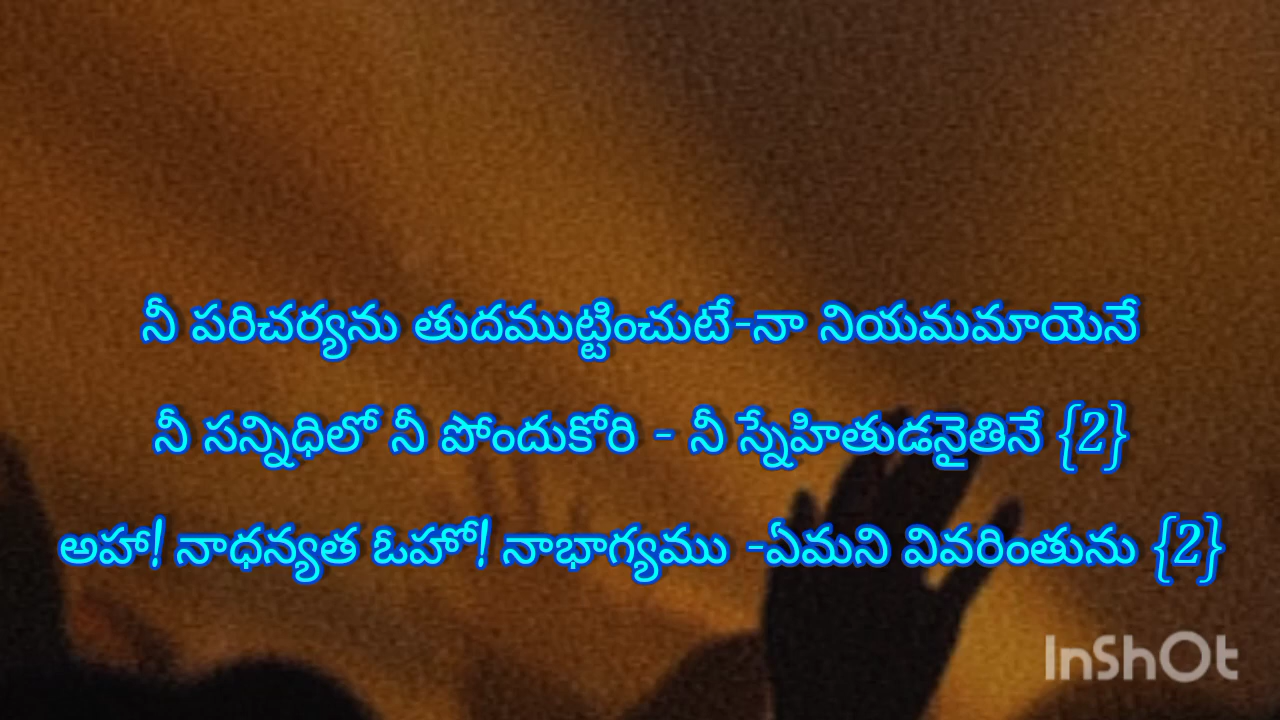 నీ పరిచర్యను తుదముట్టించుటే-నా నియమమాయెనే
నీ సన్నిధిలో నీ పోందుకోరి - నీ స్నేహితుడనైతినే {2}
అహా! నాధన్యత ఓహో! నాభాగ్యము -ఏమని వివరింతును {2}
InShOt